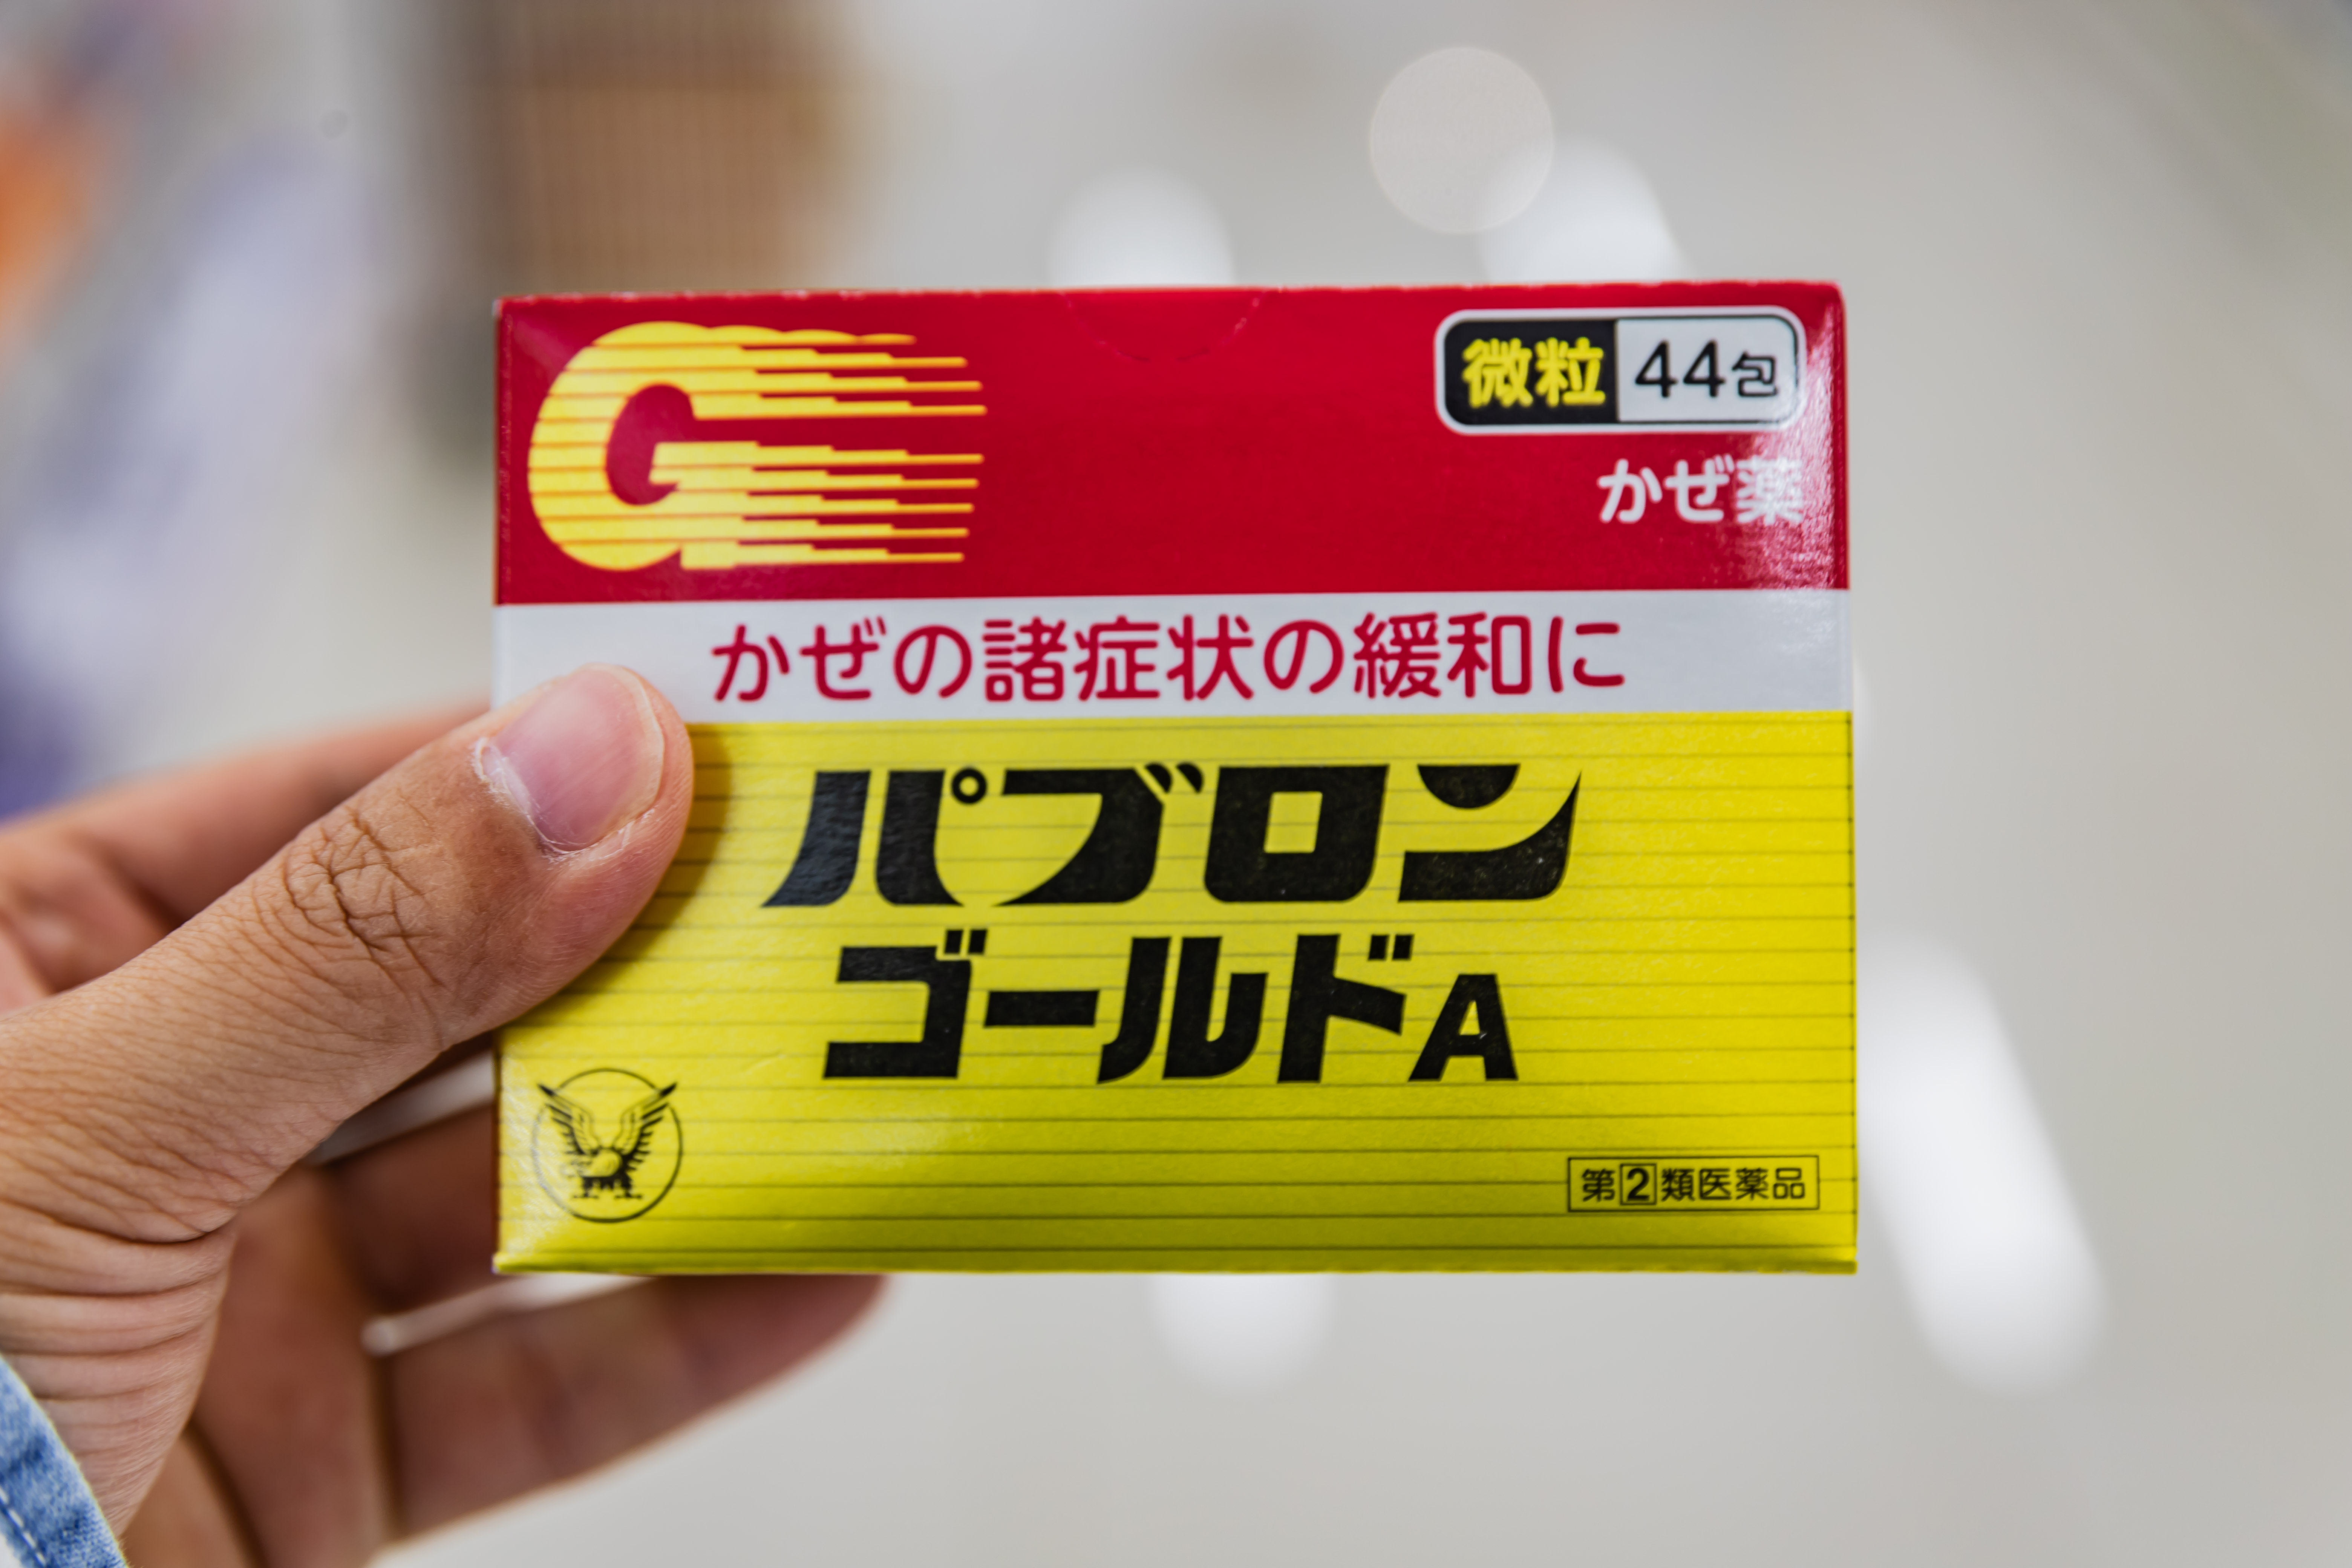 G
微粒 44包
かぜ薬
かぜの諸症状の緩和に
パブロン
ゴールドA
第2類医薬品